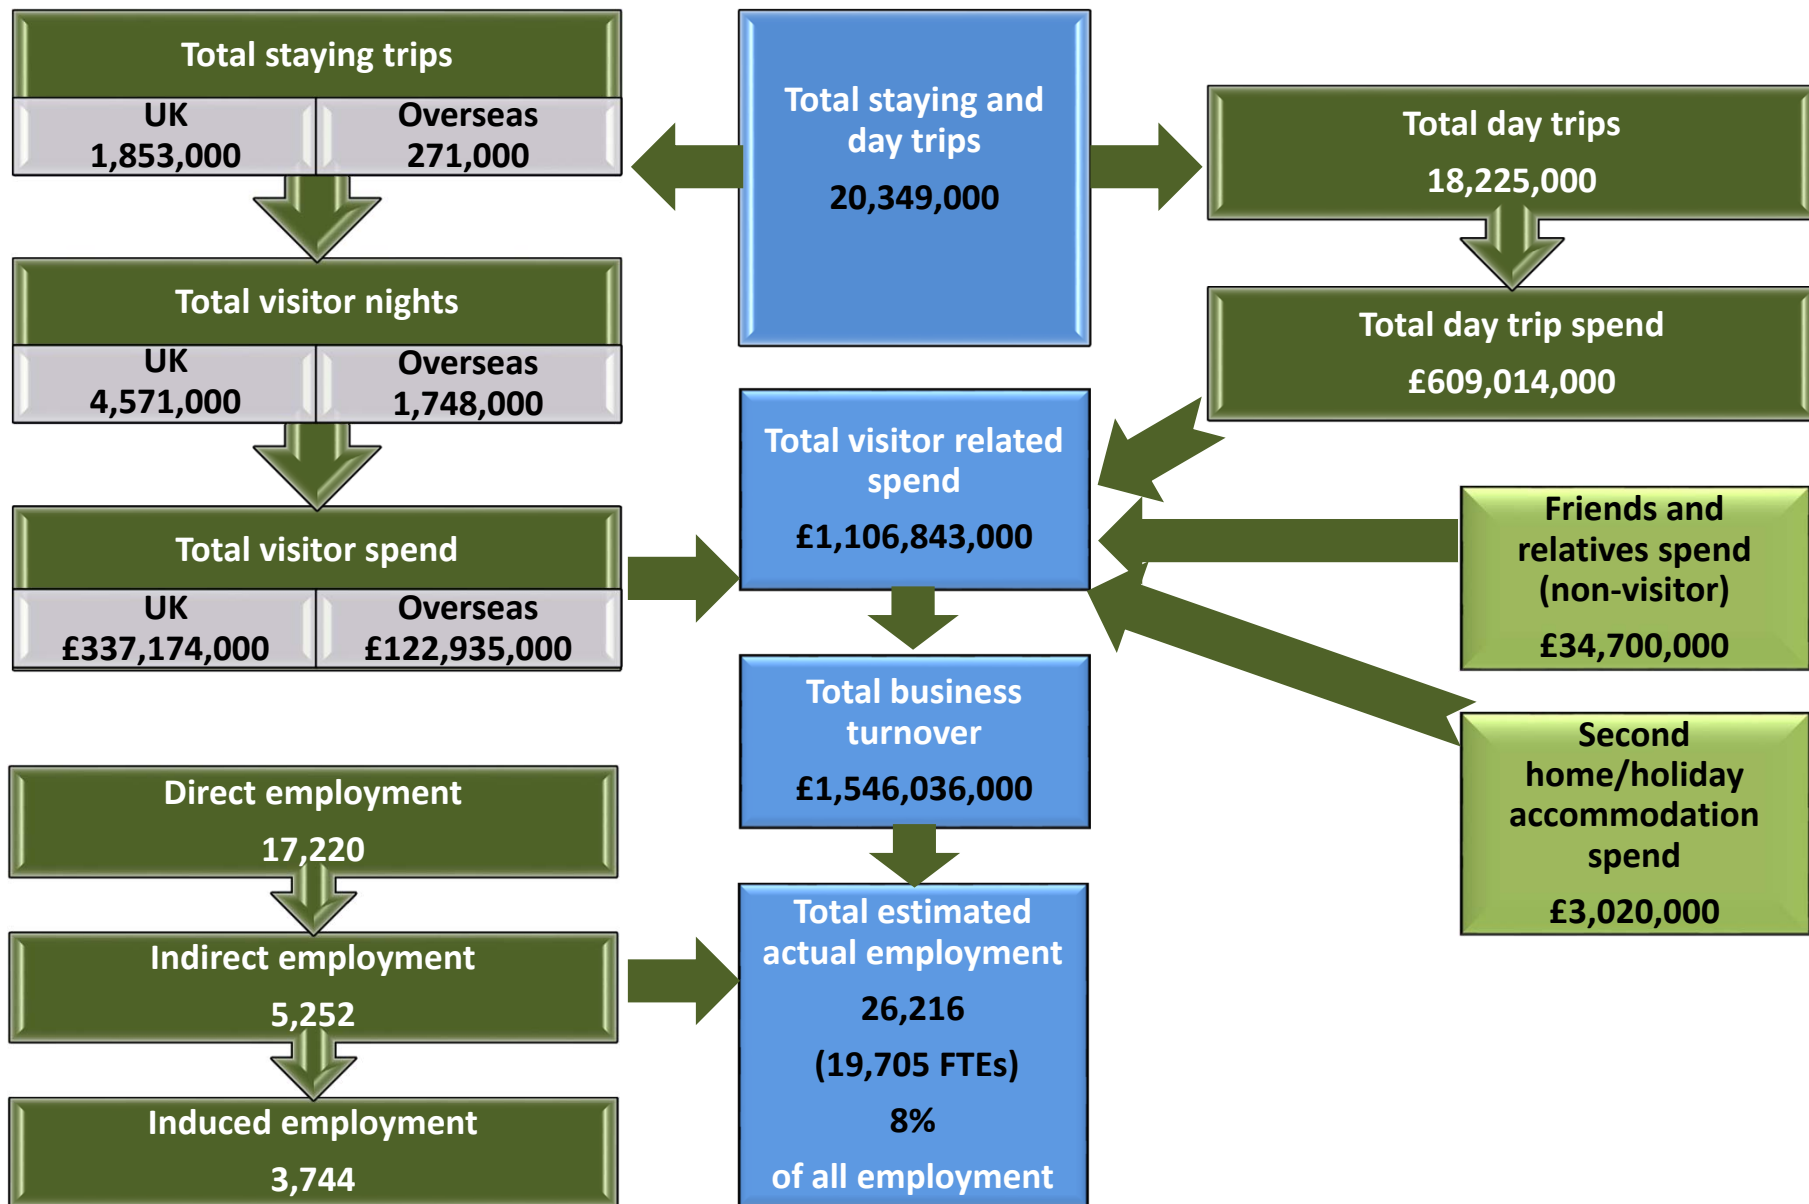 Total staying trips
UK
1,853,000
Overseas
271,000
Total visitor nights
UK
4,571,000
Overseas
1,748,000
Total visitor spend
UK
£337,174,000
Overseas
£122,935,000
Direct employment
17,220
Indirect employment
5,252
Induced employment
3,744
Total staying and
day trips
20,349,000
Total visitor related
spend
£1,106,843,000
Total business
turnover
£1,546,036,000
Total estimated
actual employment
26,216
(19,705 FTEs)
8%
of all employment
Total day trips
18,225,000
Total day trip spend
£609,014,000
Friends and
relatives spend
(non-visitor)
£34,700,000
Second
home/holiday
accommodation
spend
£3,020,000